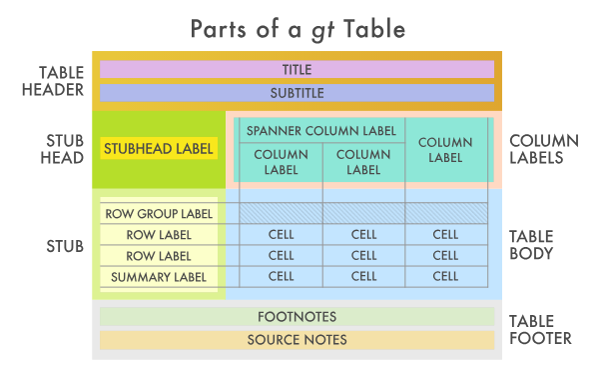 Parts of a gt Table
TABLE
HEADER
TITLE
SUBTITLE
STUB
HEAD
STUBHEAD LABEL
SPANNER COLUMN LABEL
COLUMN
LABEL
COLUMN
LABEL
COLUMN
LABEL
COLUMN
LABELS
STUB
ROW GROUP LABEL
ROW LABEL CELL CELL CELL
ROW LABEL CELL CELL CELL
SUMMARY LABEL CELL CELL CELL
TABLE
BODY
FOOTNOTES
SOURCE NOTES
TABLE
FOOTER